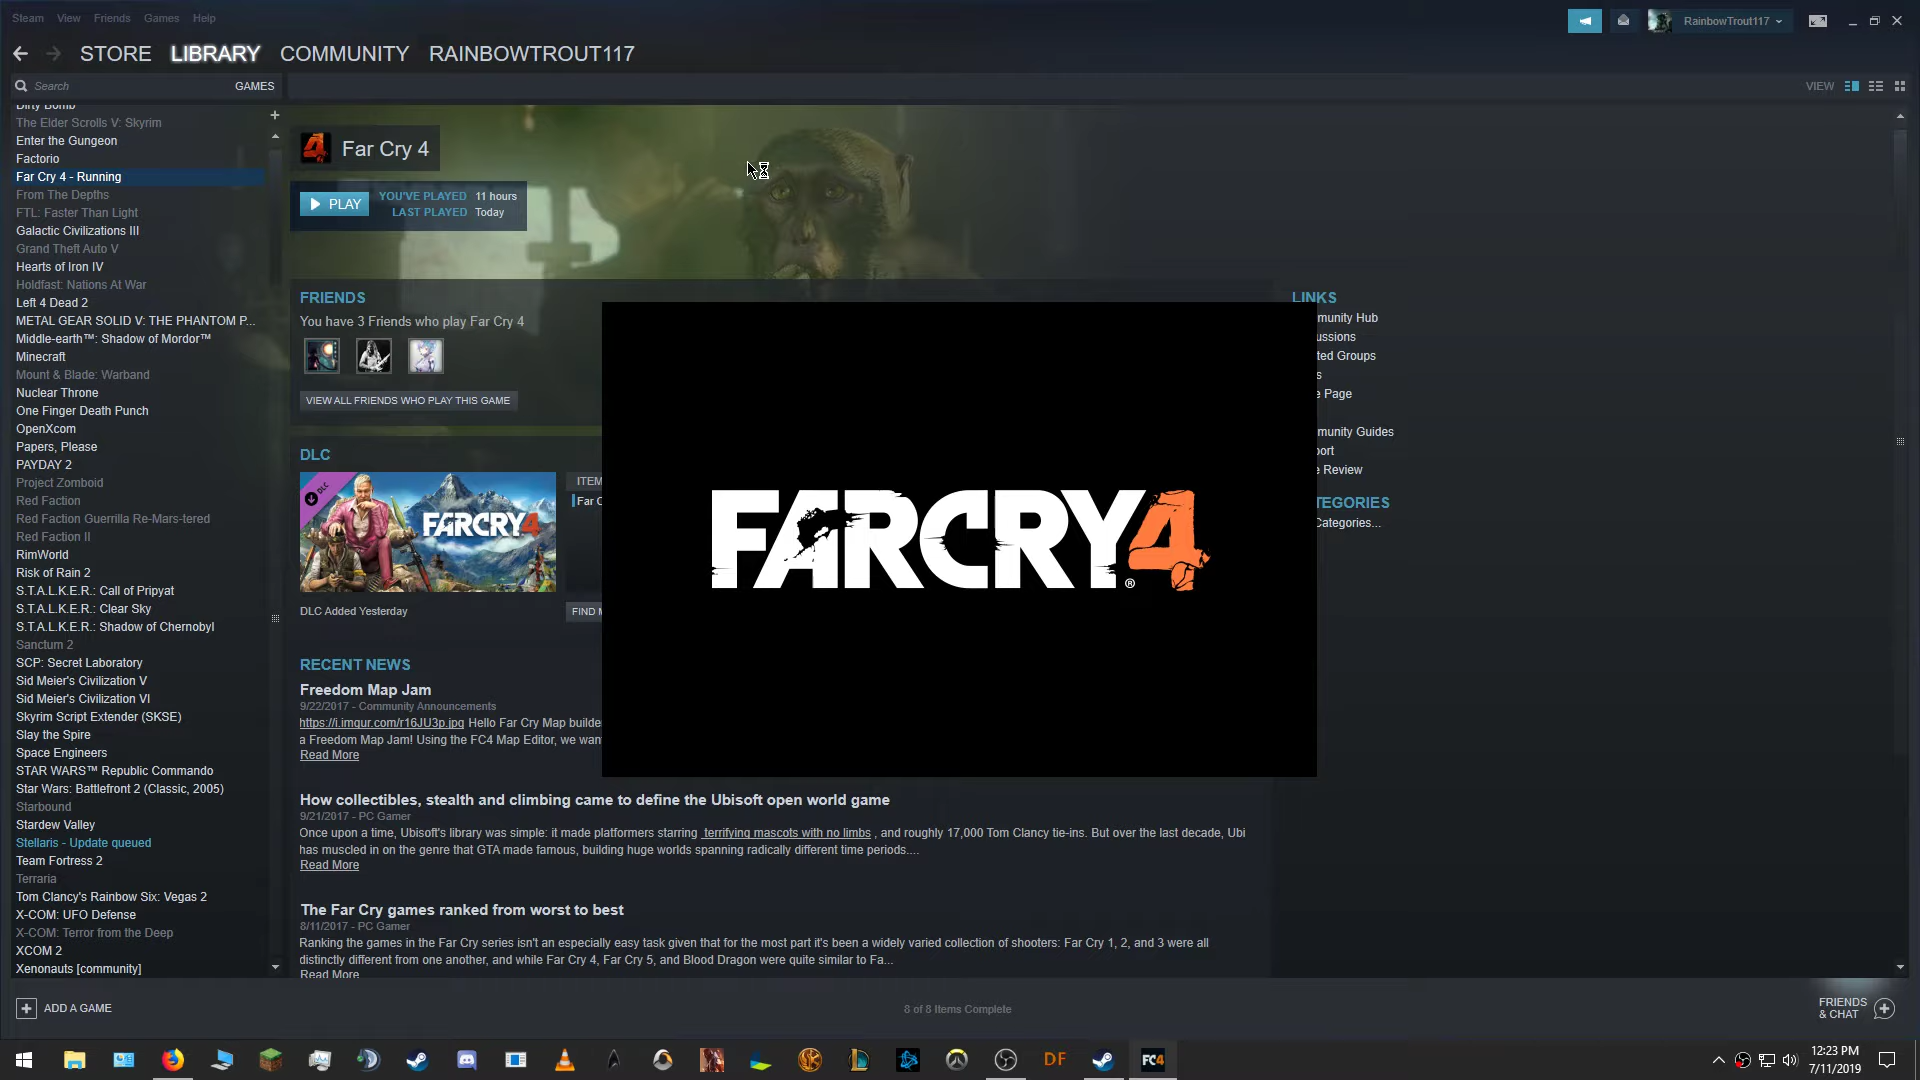 Steam View Friends Games Help
RainbowTrout117
STORE LIBRARY COMMUNITY RAINBOWTROUT117
Search GAMES
VIEW
Dirty Bomb
The Elder Scrolls V: Skyrim
Enter the Gungeon
Factorio
Far Cry 4 - Running
From The Depths
FTL: Faster Than Light
Galactic Civilizations III
Grand Theft Auto V
Hearts of Iron IV
Holdfast: Nations At War
Left 4 Dead 2
METAL GEAR SOLID V: THE PHANTOM P...
Middle-earth™: Shadow of Mordor™
Minecraft
Mount & Blade: Warband
Nuclear Throne
One Finger Death Punch
OpenXcom
Papers, Please
PAYDAY 2
Project Zomboid
Red Faction
Red Faction Guerrilla Re-Mars-tered
Red Faction II
RimWorld
Risk of Rain 2
S.T.A.L.K.E.R.: Call of Pripyat
S.T.A.L.K.E.R.: Clear Sky
S.T.A.L.K.E.R.: Shadow of Chernobyl
Sanctum 2
SCP: Secret Laboratory
Sid Meier's Civilization V
Sid Meier's Civilization VI
Skyrim Script Extender (SKSE)
Slay the Spire
Space Engineers
STAR WARS™ Republic Commando
Star Wars: Battlefront 2 (Classic, 2005)
Starbound
Stardew Valley
Stellaris - Update queued
Team Fortress 2
Terraria
Tom Clancy's Rainbow Six: Vegas 2
X-COM: UFO Defense
X-COM: Terror from the Deep
XCOM 2
Xenonauts [community]
4 Far Cry 4
PLAY
YOU'VE PLAYED 11 hours
LAST PLAYED Today
FRIENDS
You have 3 Friends who play Far Cry 4
VIEW ALL FRIENDS WHO PLAY THIS GAME
DLC
DLC
FARCRY4
ITEM
Far C
DLC Added Yesterday
FIND M
FARCRY®4
RECENT NEWS
Freedom Map Jam
9/22/2017 - Community Announcements
https://i.imgur.com/r16JU3p.jpg Hello Far Cry Map builde
a Freedom Map Jam! Using the FC4 Map Editor, we wan
Read More
How collectibles, stealth and climbing came to define the Ubisoft open world game
9/21/2017 - PC Gamer
Once upon a time, Ubisoft's library was simple: it made platformers starring terrifying mascots with no limbs , and roughly 17,000 Tom Clancy tie-ins. But over the last decade, Ubi
has muscled in on the genre that GTA made famous, building huge worlds spanning radically different time periods....
Read More
The Far Cry games ranked from worst to best
8/11/2017 - PC Gamer
Ranking the games in the Far Cry series isn't an especially easy task given that for the most part it's been a widely varied collection of shooters: Far Cry 1, 2, and 3 were all
distinctly different from one another, and while Far Cry 4, Far Cry 5, and Blood Dragon were quite similar to Fa...
Read More
LINKS
munity Hub
ussions
ted Groups
s
e Page
munity Guides
ort
e Review
TEGORIES
Categories...
ADD A GAME
8 of 8 Items Complete
FRIENDS
& CHAT
DF
FC4
12:23 PM
7/11/2019